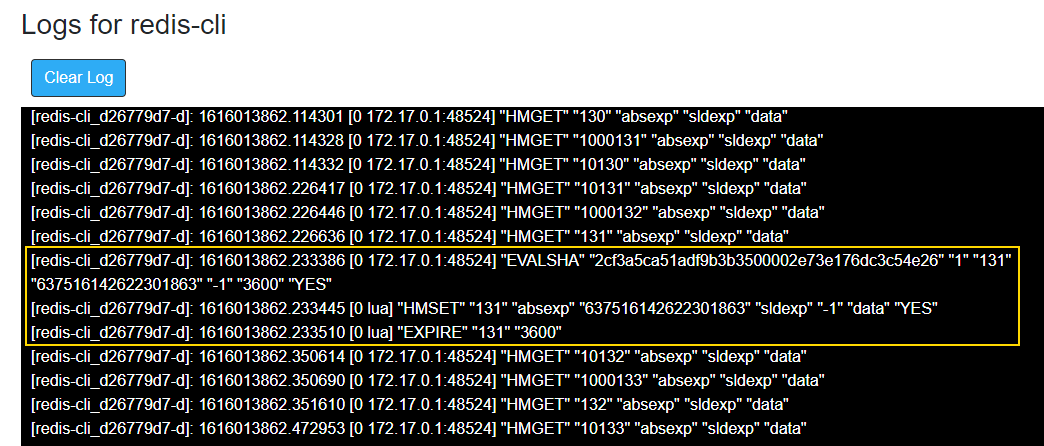 Logs for redis-cli
Clear Log
[redis-cli_d26779d7-d]: 1616013862.114301 [0 172.17.0.1:48524] "HMGET" "130" "absexp" "sldexp" "data"
[redis-cli_d26779d7-d]: 1616013862.114328 [0 172.17.0.1:48524] "HMGET" "1000131" "absexp" "sldexp" "data"
[redis-cli_d26779d7-d]: 1616013862.114332 [0 172.17.0.1:48524] "HMGET" "10130" "absexp" "sldexp" "data"
[redis-cli_d26779d7-d]: 1616013862.226417 [0 172.17.0.1:48524] "HMGET" "10131" "absexp" "sldexp" "data"
[redis-cli_d26779d7-d]: 1616013862.226446 [0 172.17.0.1:48524] "HMGET" "1000132" "absexp" "sldexp" "data"
[redis-cli_d26779d7-d]: 1616013862.226636 [0 172.17.0.1:48524] "HMGET" "131" "absexp" "sldexp" "data"
[redis-cli_d26779d7-d]: 1616013862.233386 [0 172.17.0.1:48524] "EVALSHA" "2cf3a5ca51adf9b3b3500002e73e176dc3c54e26" "1" "131"
"637516142622301863" "-1" "3600" "YES"
[redis-cli_d26779d7-d]: 1616013862.233445 [0 lua] "HMSET" "131" "absexp" "637516142622301863" "sldexp" "-1" "data" "YES"
[redis-cli_d26779d7-d]: 1616013862.233510 [0 lua] "EXPIRE" "131" "3600"
[redis-cli_d26779d7-d]: 1616013862.350614 [0 172.17.0.1:48524] "HMGET" "10132" "absexp" "sldexp" "data"
[redis-cli_d26779d7-d]: 1616013862.350690 [0 172.17.0.1:48524] "HMGET" "1000133" "absexp" "sldexp" "data"
[redis-cli_d26779d7-d]: 1616013862.351610 [0 172.17.0.1:48524] "HMGET" "132" "absexp" "sldexp" "data"
[redis-cli_d26779d7-d]: 1616013862.472953 [0 172.17.0.1:48524] "HMGET" "10133" "absexp" "sldexp" "data"